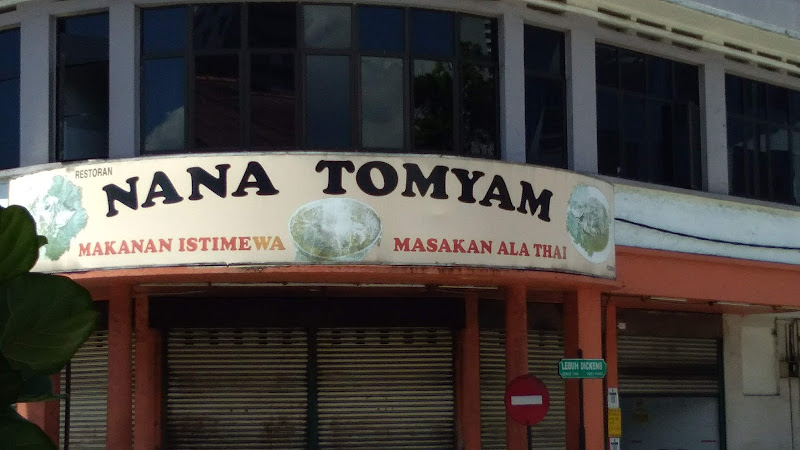 RESTORAN
NANA TOMYAM
MAKANAN ISTIMEWA
MASAKAN ALA THAI
LEBUH DICKENS